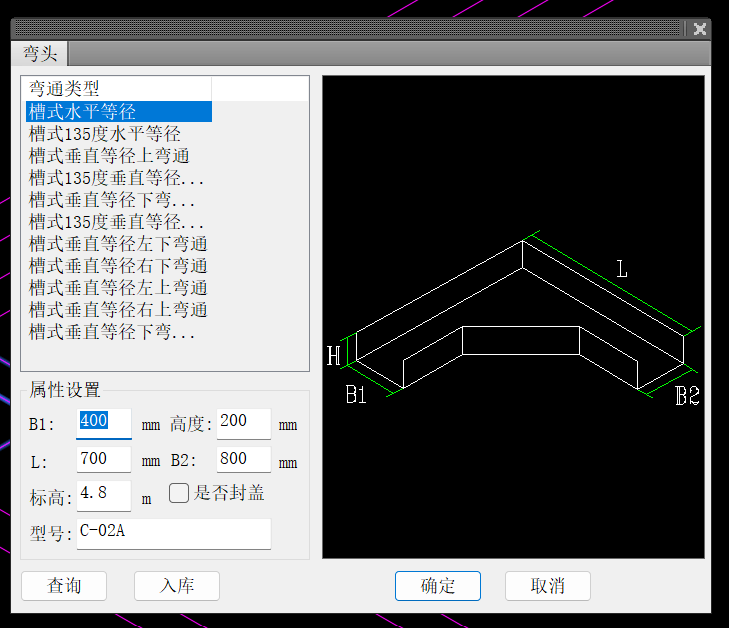 弯头
弯通类型
槽式水平等径
槽式135度水平等径
槽式垂直等径上弯通
槽式135度垂直等径...
槽式垂直等径下弯...
槽式135度垂直等径...
槽式垂直等径左下弯通
槽式垂直等径右下弯通
槽式垂直等径左上弯通
槽式垂直等径右上弯通
槽式垂直等径下弯...
L
H
B1
B2
属性设置
B1: 400 mm 高度: 200 mm
L: 700 mm B2: 800 mm
标高: 4.8 m 是否封盖
型号: C-02A
查询 入库 确定 取消